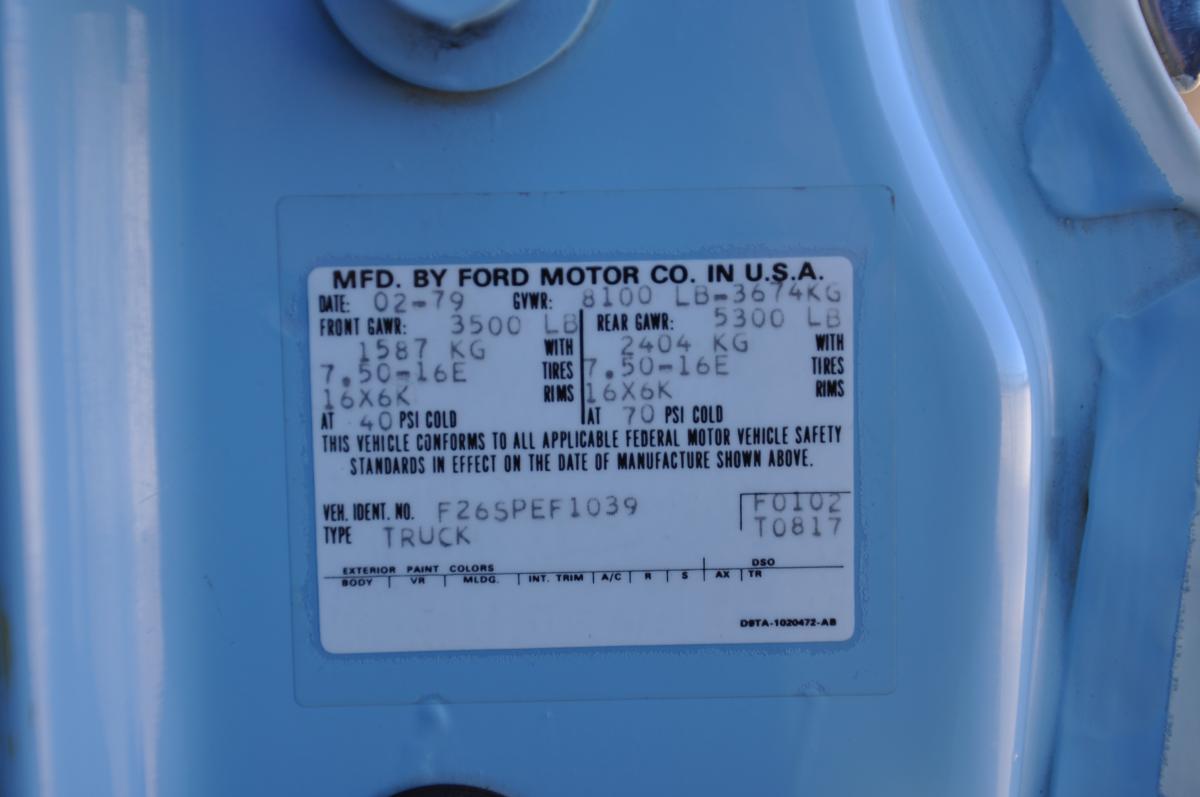 MFD. BY FORD MOTOR CO. IN U.S.A.
DATE: 02-79 GVWR: 8100 LB-3674KG
FRONT GAWR: 3500 LB REAR GAWR: 5300 LB
1587 KG WITH 2404 KG WITH
7.50-16E TIRES 7.50-16E TIRES
16X6K RIMS 16X6K RIMS
AT 40 PSI COLD AT 70 PSI COLD
THIS VEHICLE CONFORMS TO ALL APPLICABLE FEDERAL MOTOR VEHICLE SAFETY
STANDARDS IN EFFECT ON THE DATE OF MANUFACTURE SHOWN ABOVE.
F0102
VEH. IDENT. NO. F26SPEF1039
T0817
TYPE TRUCK
EXTERIOR PAINT COLORS DSO
BODY VR MLDG. INT. TRIM A/C R S AX TR
D9TA-1020472-AB